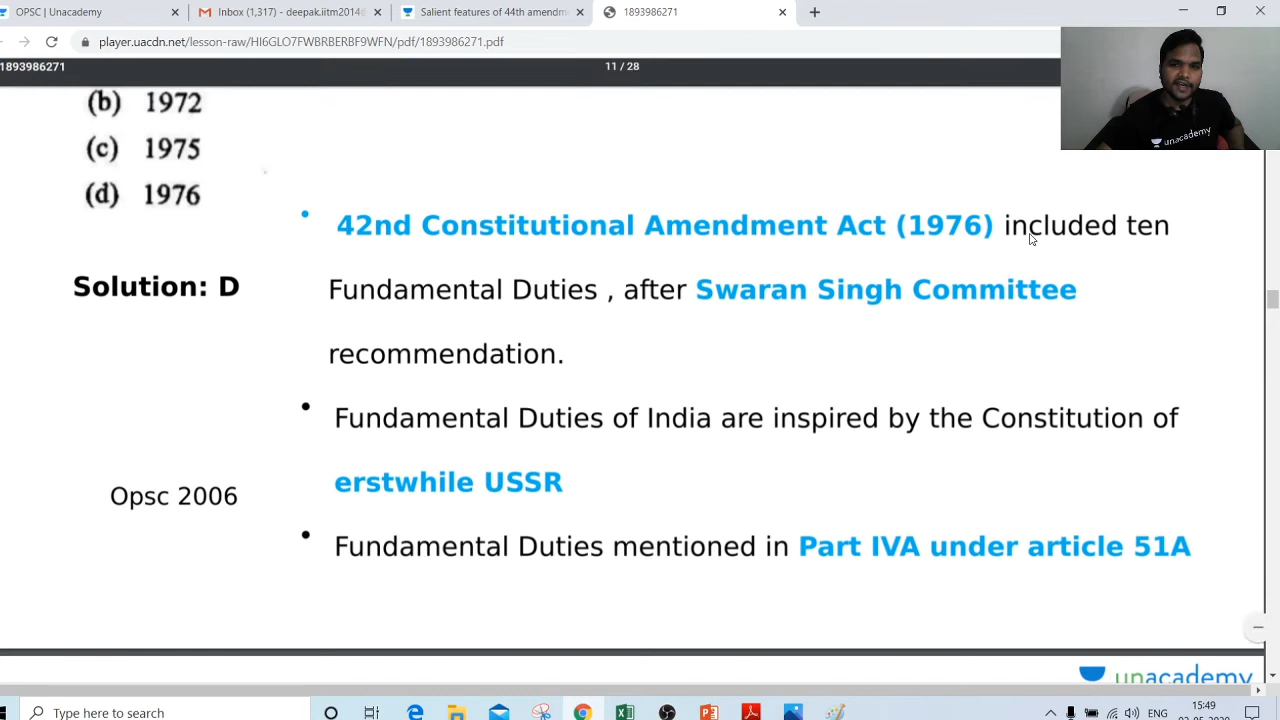 OPSC | Unacademy
Inbox (1,317) - deepak.iitm2014@
Salient features of 44th amendm
1893986271
player.uacdn.net/lesson-raw/HI6GLO7FWBRBERBF9WFN/pdf/1893986271.pdf
1893986271
11 / 28
unacademy
(b) 1972
(c) 1975
(d) 1976
Solution: D
Opsc 2006
• 42nd Constitutional Amendment Act (1976) included ten
Fundamental Duties , after Swaran Singh Committee
recommendation.
• Fundamental Duties of India are inspired by the Constitution of
erstwhile USSR
• Fundamental Duties mentioned in Part IVA under article 51A
unacademy
Type here to search
ENG
15:49